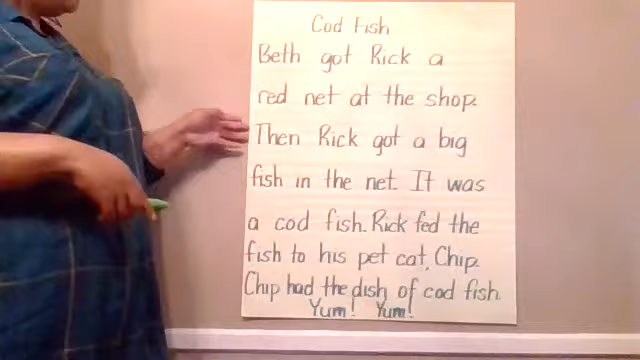 Cod Fish
Beth got Rick a
red net at the shop.
Then Rick got a big
fish in the net. It was
a cod fish. Rick fed the
fish to his pet cat, Chip.
Chip had the dish of cod fish.
Yum! Yum!